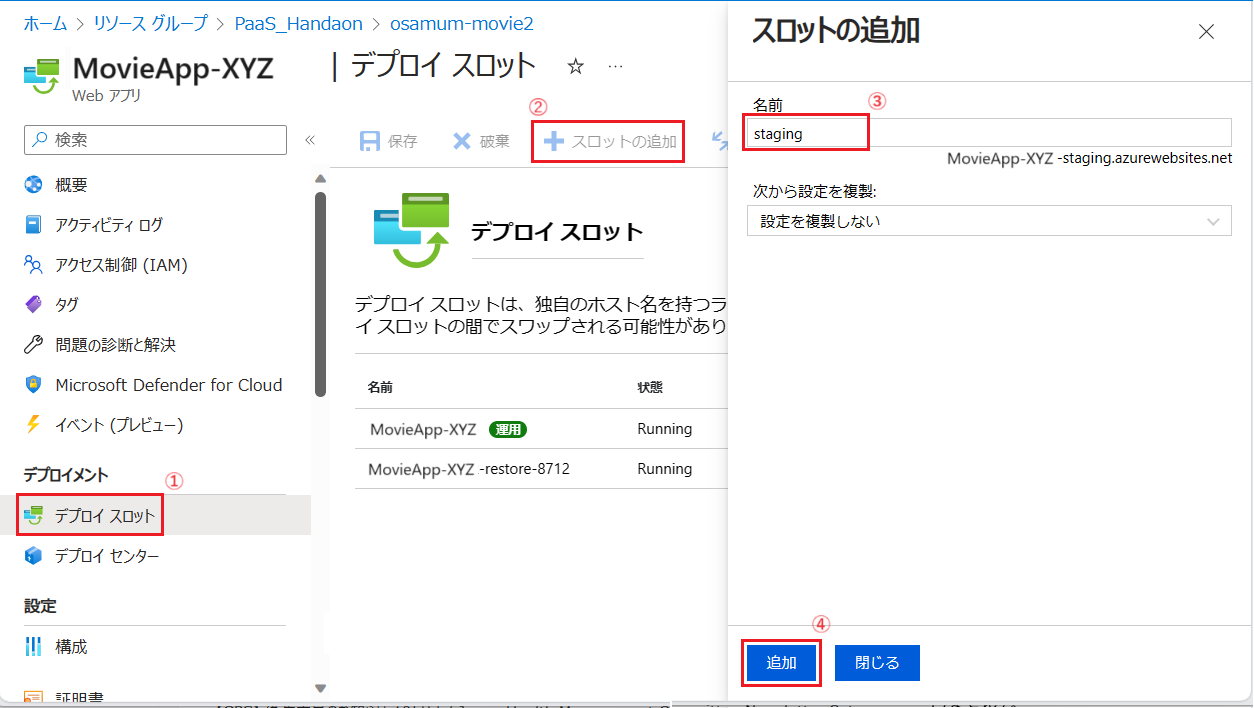 ホーム > リソース グループ > PaaS_Handaon > osamum-movie2
MovieApp-XYZ
Web アプリ
| デプロイ スロット ☆ …
検索 «
概要
アクティビティ ログ
アクセス制御 (IAM)
タグ
問題の診断と解決
Microsoft Defender for Cloud
イベント (プレビュー)
デプロイメント
①
デプロイ スロット
デプロイ センター
設定
構成
証明書
②
保存 破棄 スロットの追加
デプロイ スロット
デプロイ スロットは、独自のホスト名を持つラ
イ スロットの間でスワップされる可能性があり
名前 状態
MovieApp-XYZ 運用 Running
MovieApp-XYZ -restore-8712 Running
スロットの追加
名前
③
staging
MovieApp-XYZ -staging.azurewebsites.net
次から設定を複製:
設定を複製しない
④
追加 閉じる